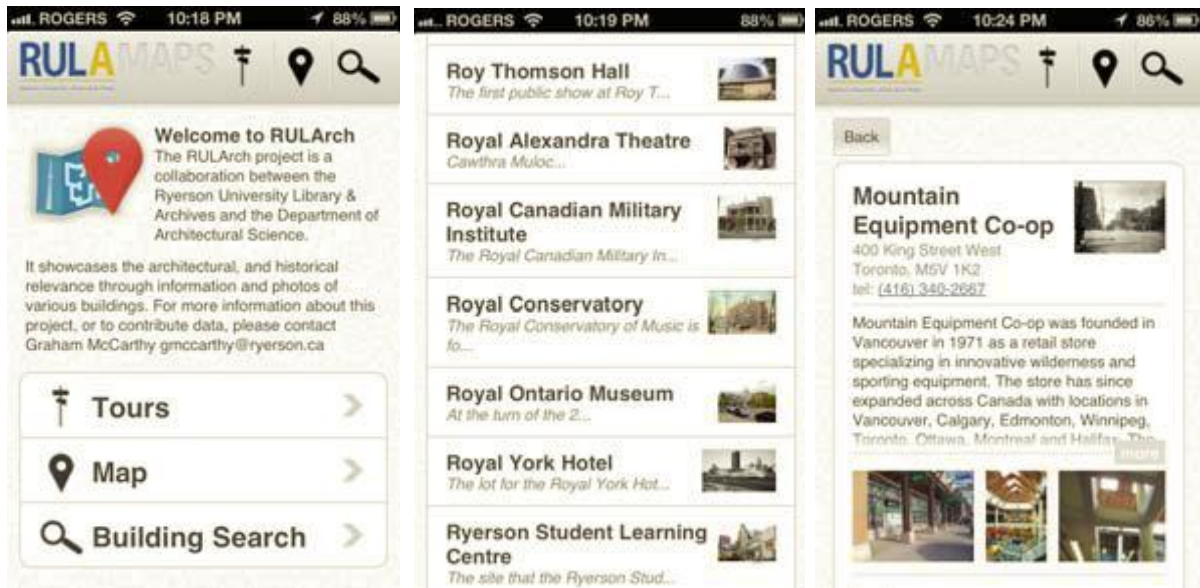 ROGERS 10:18 PM 88%
RULA MAPS
Welcome to RULArch
The RULArch project is a
collaboration between the
Ryerson University Library &
Archives and the Department of
Architectural Science.
It showcases the architectural, and historical
relevance through information and photos of
various buildings. For more information about this
project, or to contribute data, please contact
Graham McCarthy gmccarthy@ryerson.ca
Tours
Map
Building Search
ROGERS 10:19 PM 88%
Roy Thomson Hall
The first public show at Roy T...
Royal Alexandra Theatre
Cawthra Muloc...
Royal Canadian Military
Institute
The Royal Canadian Military In...
Royal Conservatory
The Royal Conservatory of Music is
fo...
Royal Ontario Museum
At the turn of the 2...
Royal York Hotel
The lot for the Royal York Hot...
Ryerson Student Learning
Centre
The site that the Ryerson Stud...
ROGERS 10:24 PM 86%
RULA MAPS
Back
Mountain
Equipment Co-op
400 King Street West
Toronto, M5V 1K2
tel: (416) 340-2667
Mountain Equipment Co-op was founded in
Vancouver in 1971 as a retail store
specializing in innovative wilderness and
sporting equipment. The store has since
expanded across Canada with locations in
Vancouver, Calgary, Edmonton, Winnipeg,
Toronto, Ottawa, Montreal and Halifax. The
more